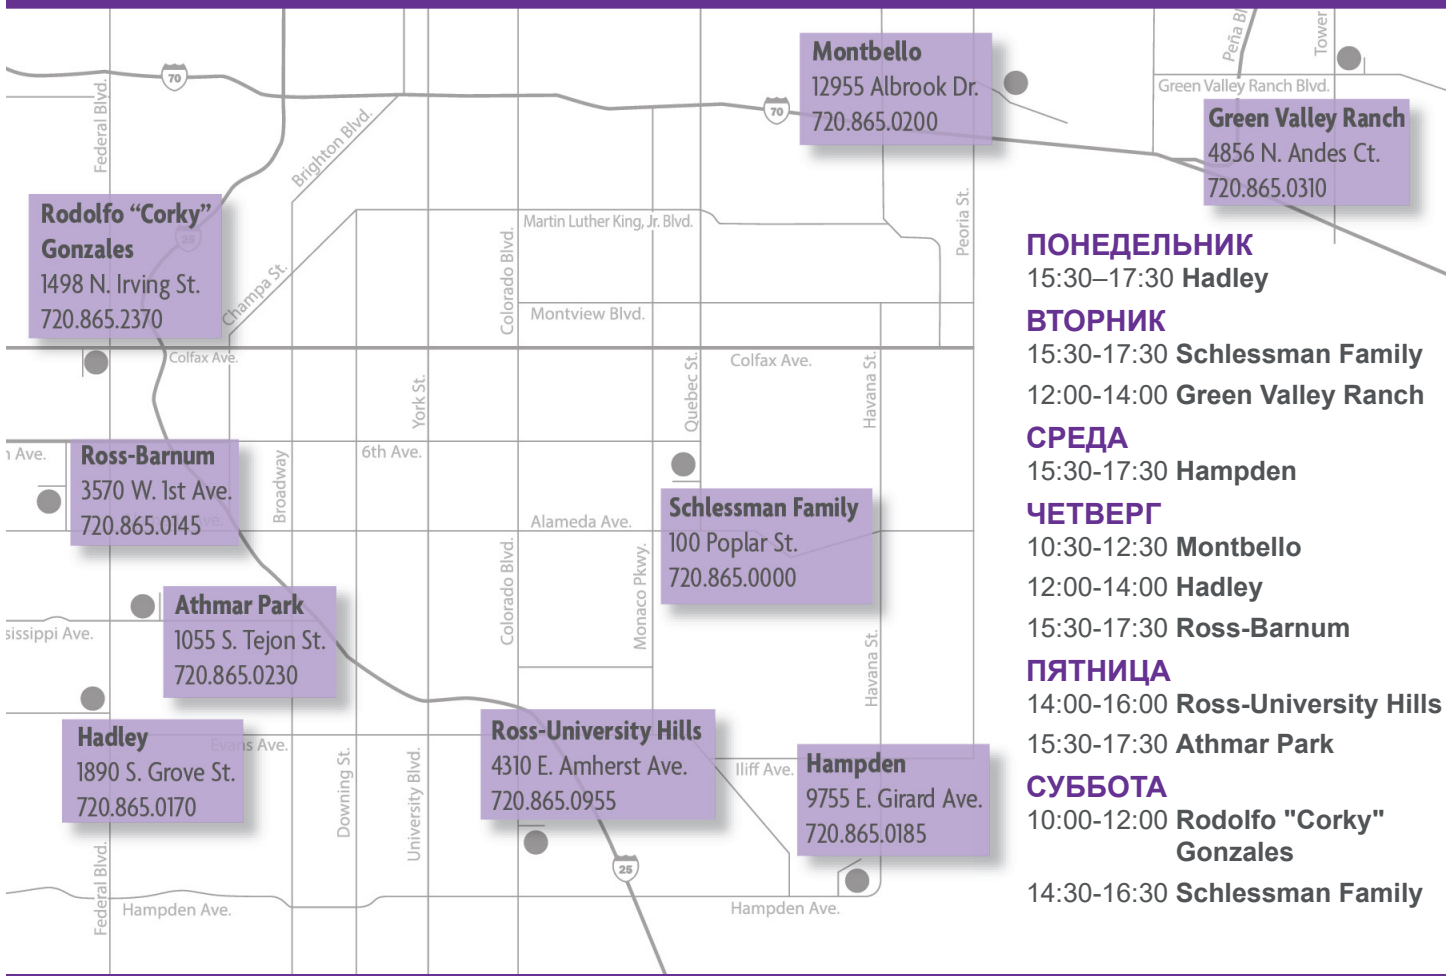 Montbello
12955 Albrook Dr.
720.865.0200
Green Valley Ranch
4856 N. Andes Ct.
720.865.0310
Rodolfo “Corky”
Gonzales
1498 N. Irving St.
720.865.2370
Ross-Barnum
3570 W. 1st Ave.
720.865.0145
Schlessman Family
100 Poplar St.
720.865.0000
Athmar Park
1055 S. Tejon St.
720.865.0230
Hadley
1890 S. Grove St.
720.865.0170
Ross-University Hills
4310 E. Amherst Ave.
720.865.0955
Hampden
9755 E. Girard Ave.
720.865.0185
ПОНЕДЕЛЬНИК
15:30–17:30 Hadley
ВТОРНИК
15:30-17:30 Schlessman Family
12:00-14:00 Green Valley Ranch
СРЕДА
15:30-17:30 Hampden
ЧЕТВЕРГ
10:30-12:30 Montbello
12:00-14:00 Hadley
15:30-17:30 Ross-Barnum
ПЯТНИЦА
14:00-16:00 Ross-University Hills
15:30-17:30 Athmar Park
СУББОТА
10:00-12:00 Rodolfo "Corky"
Gonzales
14:30-16:30 Schlessman Family
70
70
25
25
Federal Blvd.
Brighton Blvd.
Champa St.
Martin Luther King, Jr. Blvd.
Colorado Blvd.
Montview Blvd.
Peoria St.
Peña Bl
Tower
Green Valley Ranch Blvd.
Colfax Ave.
Colfax Ave.
York St.
Quebec St.
Havana St.
Ave.
6th Ave.
Broadway
Alameda Ave.
Colorado Blvd.
Monaco Pkwy.
Havana St.
sissippi Ave.
Evans Ave.
Downing St.
University Blvd.
Iliff Ave.
Federal Blvd.
Hampden Ave.
Hampden Ave.